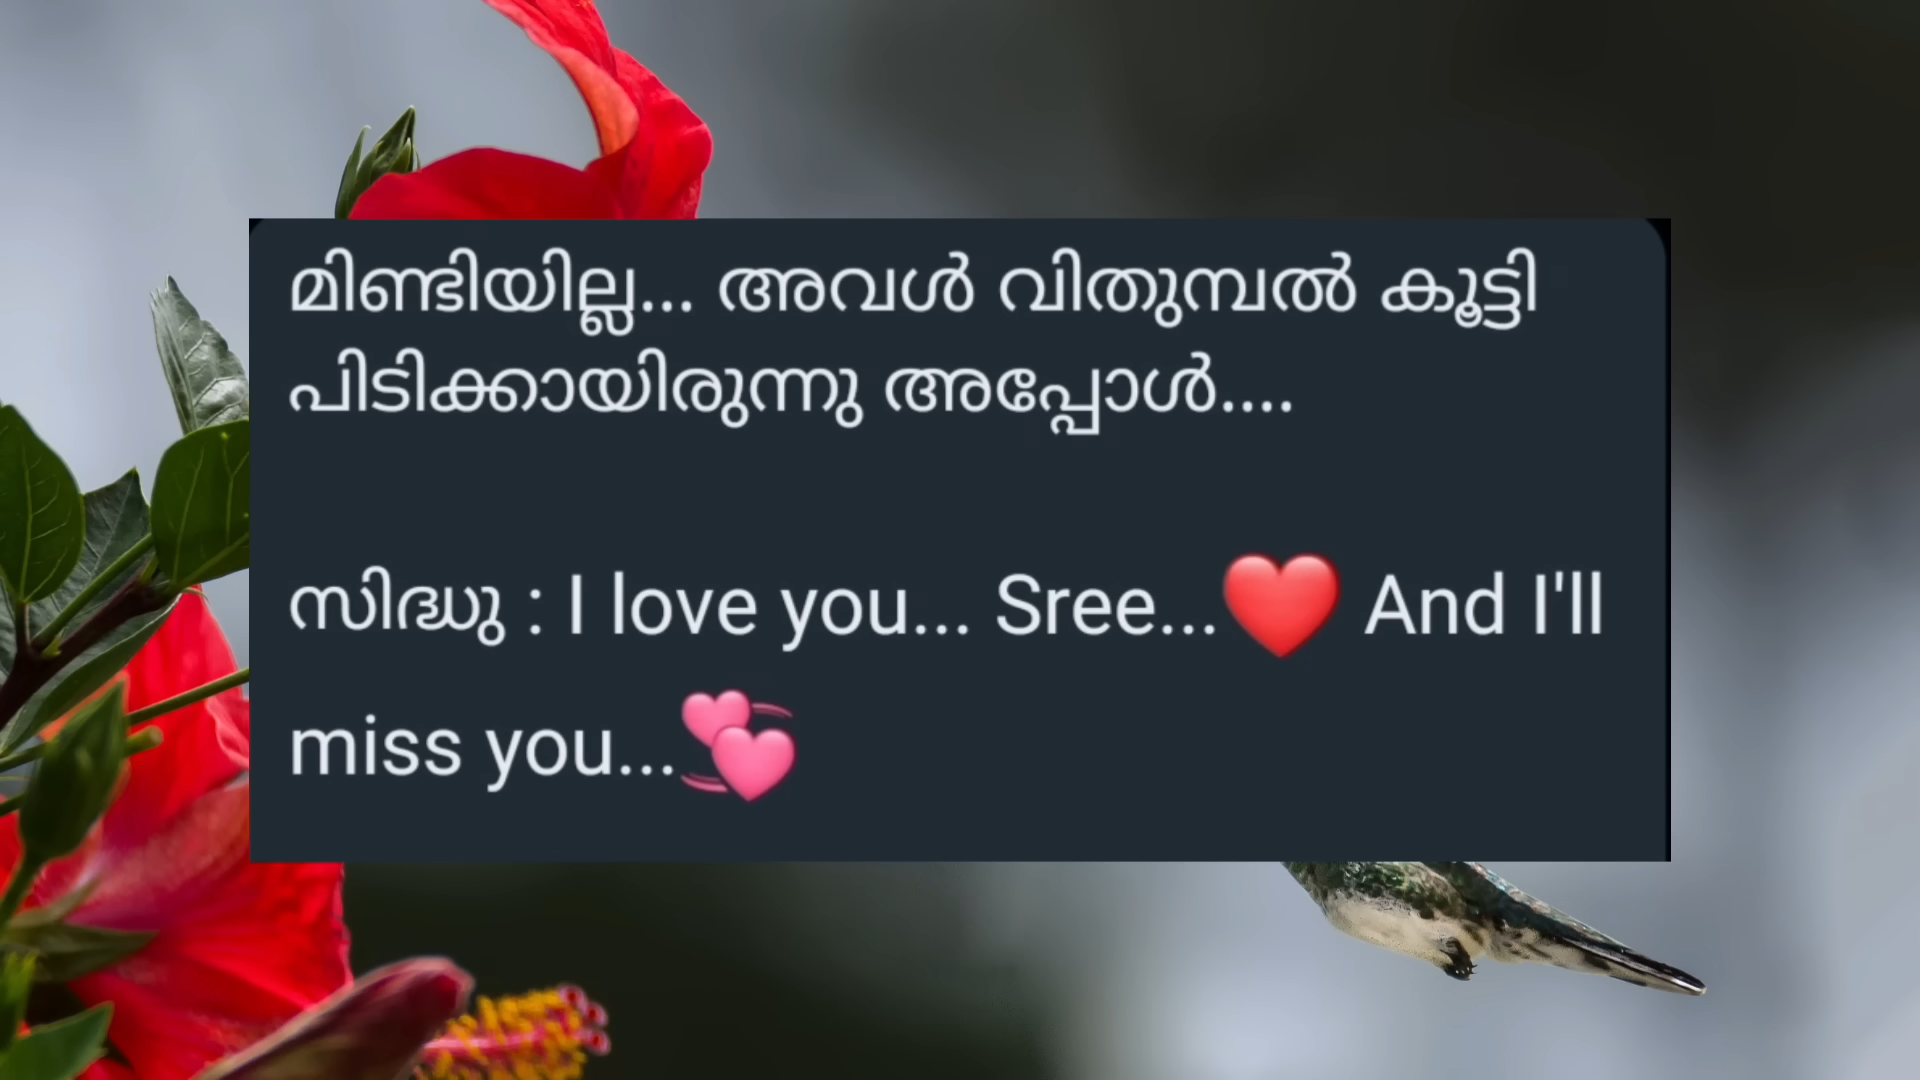 മിണ്ടിയില്ല... അവൾ വിതുമ്പൽ കൂട്ടി
പിടിക്കായിരുന്നു അപ്പോൾ....
സിദ്ധു : I love you... Sree...❤️ And I'll
miss you...💞